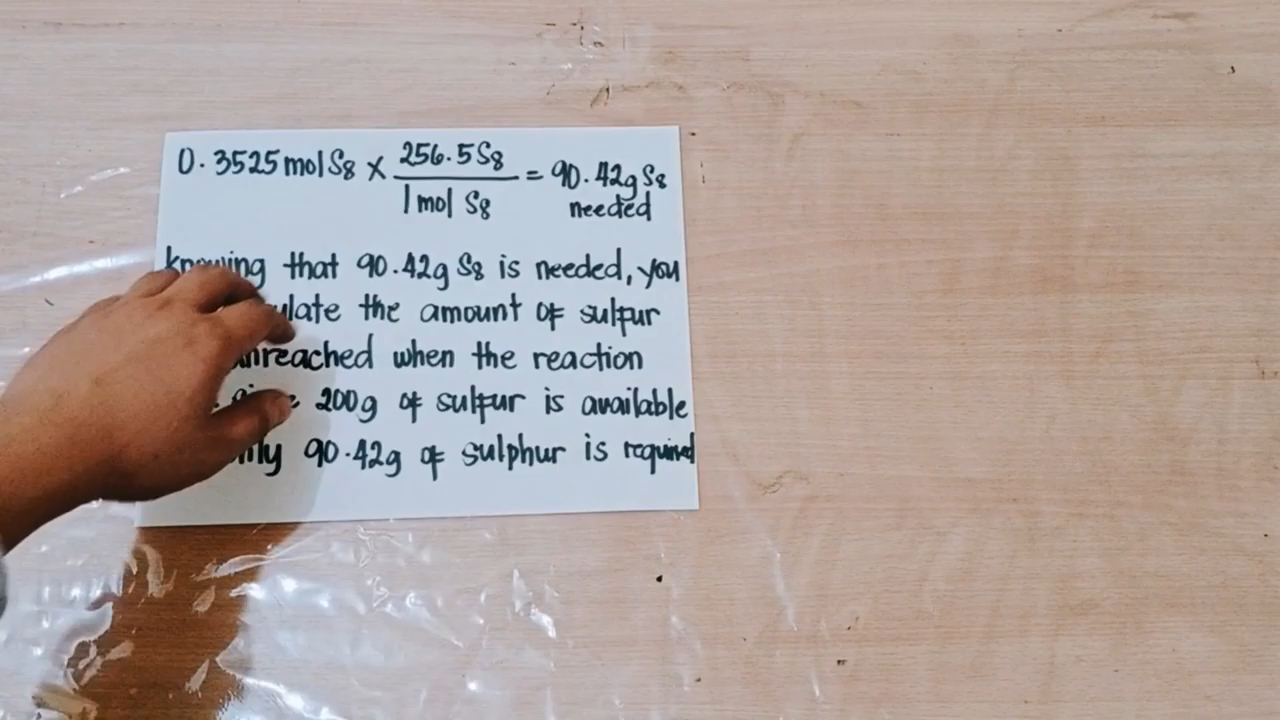 0.3525 mol S8 × 256.5 S8 / 1 mol S8 = 90.42g S8 needed
knowing that 90.42g S8 is needed, you
the amount of sulfur
when the reaction
200g of sulfur is available
90.42g of sulphur is required